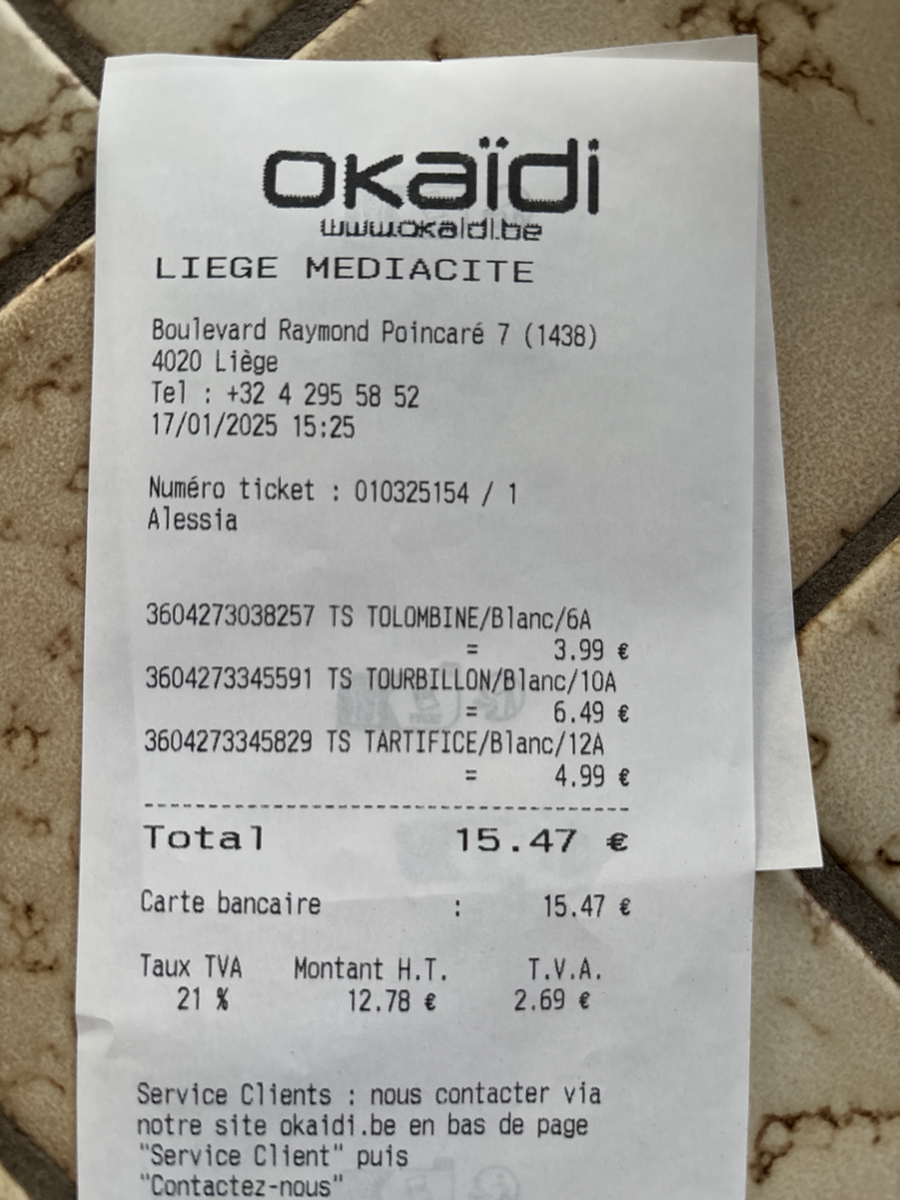 okaïdi
www.okaidi.be
LIEGE MEDIACITE
Boulevard Raymond Poincaré 7 (1438)
4020 Liège
Tel : +32 4 295 58 52
17/01/2025 15:25
Numéro ticket : 010325154 / 1
Alessia
3604273038257 TS TOLOMBINE/Blanc/6A
= 3.99 €
3604273345591 TS TOURBILLON/Blanc/10A
= 6.49 €
3604273345829 TS TARTIFICE/Blanc/12A
= 4.99 €
Total 15.47 €
Carte bancaire : 15.47 €
Taux TVA Montant H.T. T.V.A.
21 % 12.78 € 2.69 €
Service Clients : nous contacter via
notre site okaidi.be en bas de page
"Service Client" puis
"Contactez-nous"